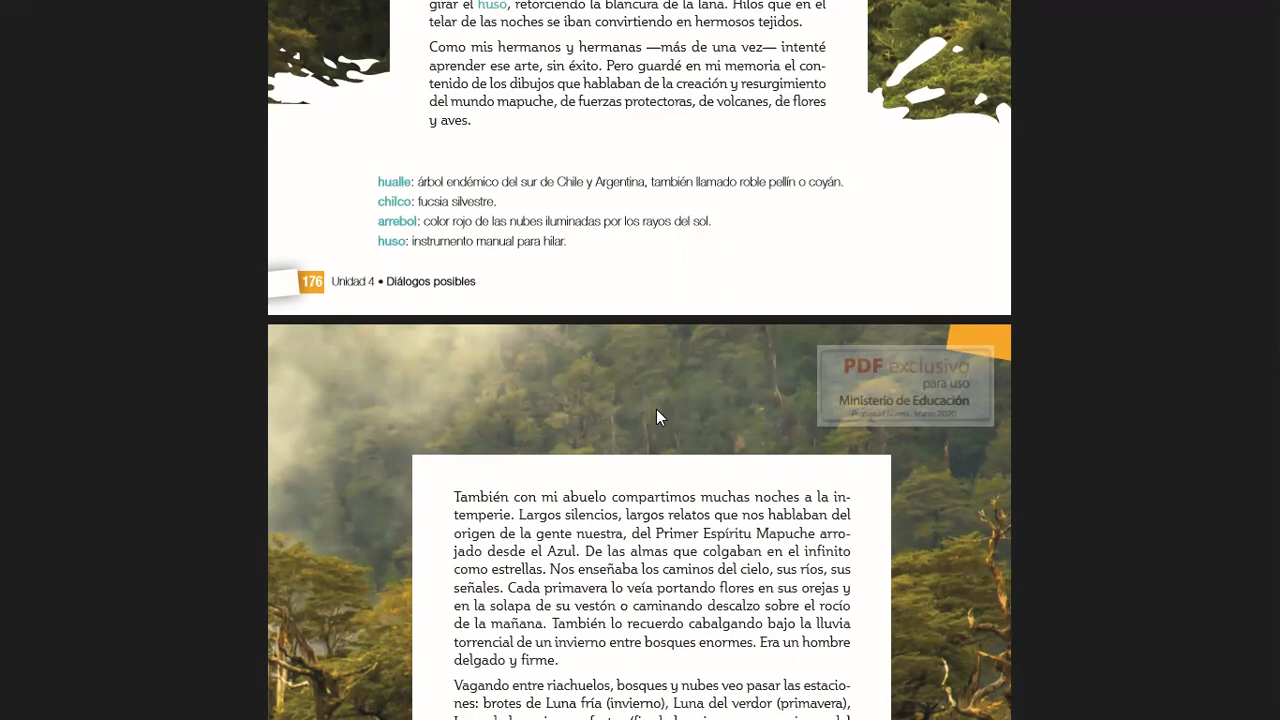 girar el huso, retorciendo la blancura de la lana. Hilos que en el
telar de las noches se iban convirtiendo en hermosos tejidos.
Como mis hermanos y hermanas —más de una vez— intenté
aprender ese arte, sin éxito. Pero guardé en mi memoria el con-
tenido de los dibujos que hablaban de la creación y resurgimiento
del mundo mapuche, de fuerzas protectoras, de volcanes, de flores
y aves.
hualle: árbol endémico del sur de Chile y Argentina, también llamado roble pellín o coyán.
chilco: fucsia silvestre.
arrebol: color rojo de las nubes iluminadas por los rayos del sol.
huso: instrumento manual para hilar.
176 Unidad 4 • Diálogos posibles
PDF exclusivo
para uso
Ministerio de Educación
Propiedad Norma. Marzo 2020
También con mi abuelo compartimos muchas noches a la in-
temperie. Largos silencios, largos relatos que nos hablaban del
origen de la gente nuestra, del Primer Espíritu Mapuche arro-
jado desde el Azul. De las almas que colgaban en el infinito
como estrellas. Nos enseñaba los caminos del cielo, sus ríos, sus
señales. Cada primavera lo veía portando flores en sus orejas y
en la solapa de su vestón o caminando descalzo sobre el rocío
de la mañana. También lo recuerdo cabalgando bajo la lluvia
torrencial de un invierno entre bosques enormes. Era un hombre
delgado y firme.
Vagando entre riachuelos, bosques y nubes veo pasar las estacio-
nes: brotes de Luna fría (invierno), Luna del verdor (primavera),